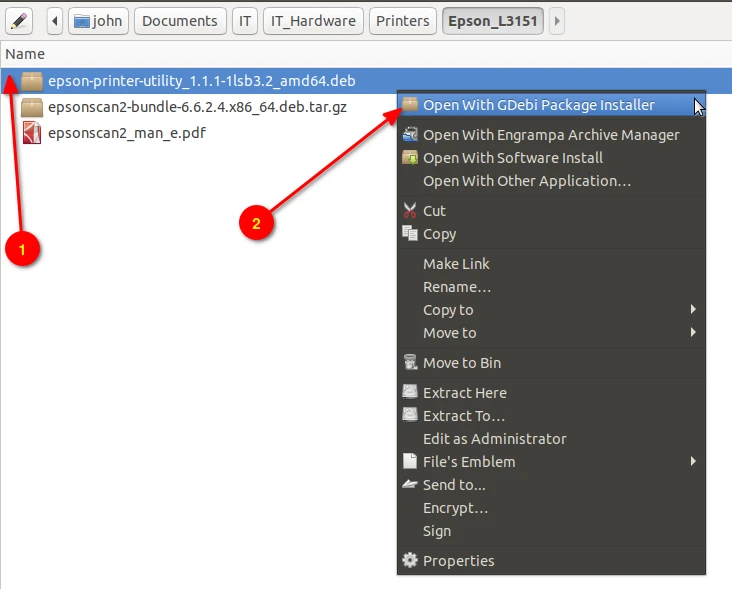 john Documents IT IT_Hardware Printers Epson_L3151
Name
epson-printer-utility_1.1.1-1lsb3.2_amd64.deb
epsonscan2-bundle-6.6.2.4.x86_64.deb.tar.gz
epsonscan2_man_e.pdf
1
2
Open With GDebi Package Installer
Open With Engrampa Archive Manager
Open With Software Install
Open With Other Application…
Cut
Copy
Make Link
Rename…
Copy to
Move to
Move to Bin
Extract Here
Extract To…
Edit as Administrator
File's Emblem
Send to...
Encrypt…
Sign
Properties